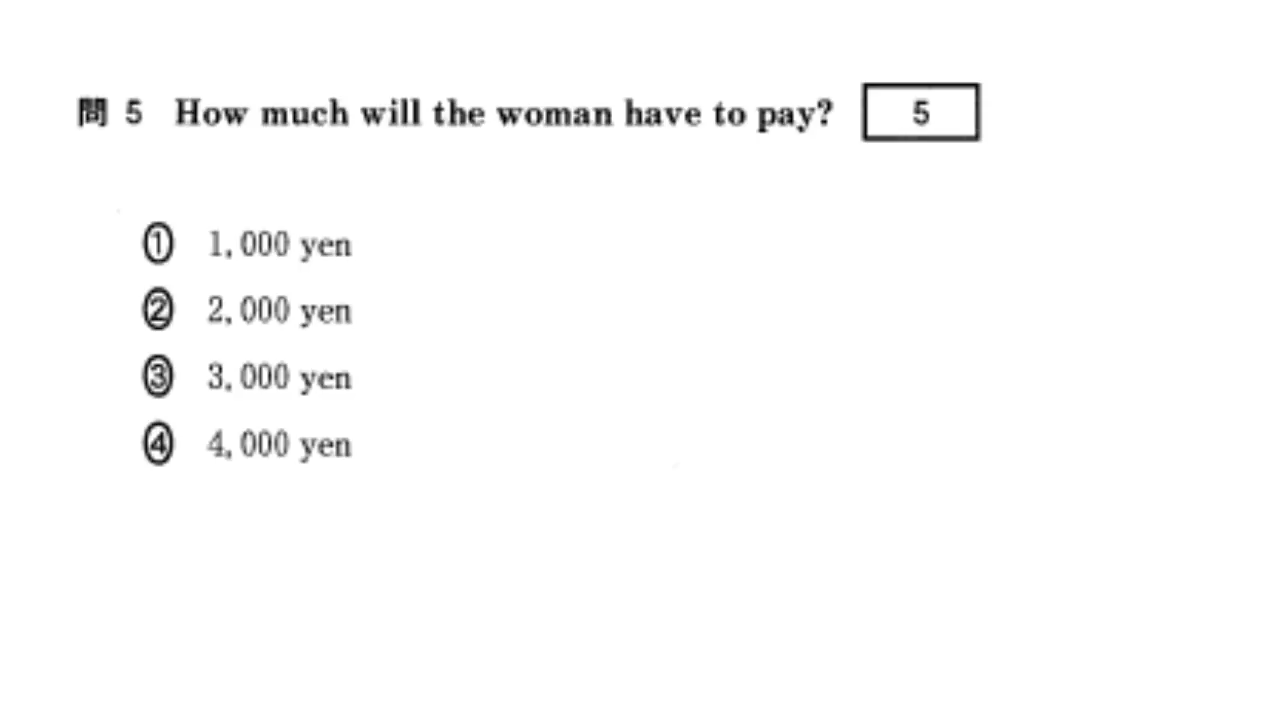 問 5 How much will the woman have to pay? 5
① 1,000 yen
② 2,000 yen
③ 3,000 yen
④ 4,000 yen